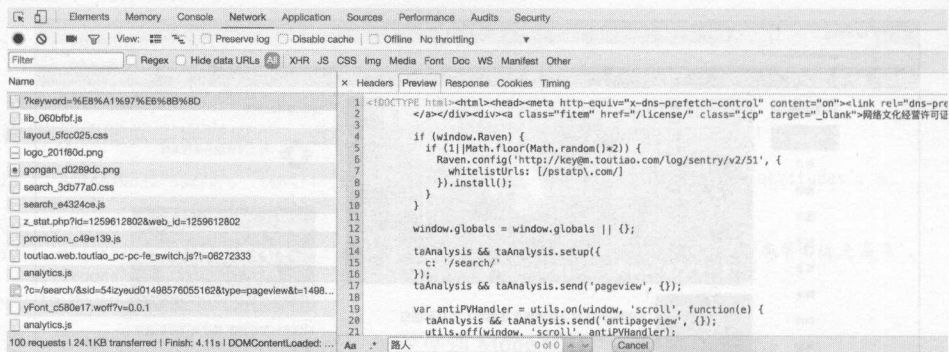 Elements Memory Console Network Application Sources Performance Audits Security
View: Preserve log Disable cache Offline No throttling
Filter Regex Hide data URLs All XHR JS CSS Img Media Font Doc WS Manifest Other
Name
?keyword=%E8%A1%97%E6%8B%8D
lib_060bfbf.js
layout_5fcc025.css
logo_201f80d.png
gongan_d0289dc.png
search_3db77a0.css
search_e4324ce.js
z_stat.php?id=1259612802&web_id=1259612802
promotion_c49e139.js
toutiao.web.toutiao_pc-pc-fe_switch.js?t=06272333
analytics.js
?c=/search/&sid=54izyeud01498576055162&type=pageview&t=1498...
yFont_c580e17.woff?v=0.0.1
analytics.js
100 requests | 24.1KB transferred | Finish: 4.11s | DOMContentLoaded: ...
× Headers Preview Response Cookies Timing
1 <!DOCTYPE html><html><head><meta http-equiv="x-dns-prefetch-control" content="on"><link rel="dns-pre
2 </a></div><div><a class="fitem" href="/license/" class="icp" target="_blank">网络文化经营许可证
3
4 if (window.Raven) {
5 if (1||Math.floor(Math.random()*2)) {
6 Raven.config('http://key@m.toutiao.com/log/sentry/v2/51', {
7 whitelistUrls: [/pstatp\.com/]
8 }).install();
9 }
10 }
11
12 window.globals = window.globals || {};
13
14 taAnalysis && taAnalysis.setup({
15 c: '/search/'
16 });
17 taAnalysis && taAnalysis.send('pageview', {});
18
19 var antiPVHandler = utils.on(window, 'scroll', function(e) {
20 taAnalysis && taAnalysis.send('antipageview', {});
21 utils.off(window, 'scroll', antiPVHandler);
Aa .* 路人 0 of 0 Cancel